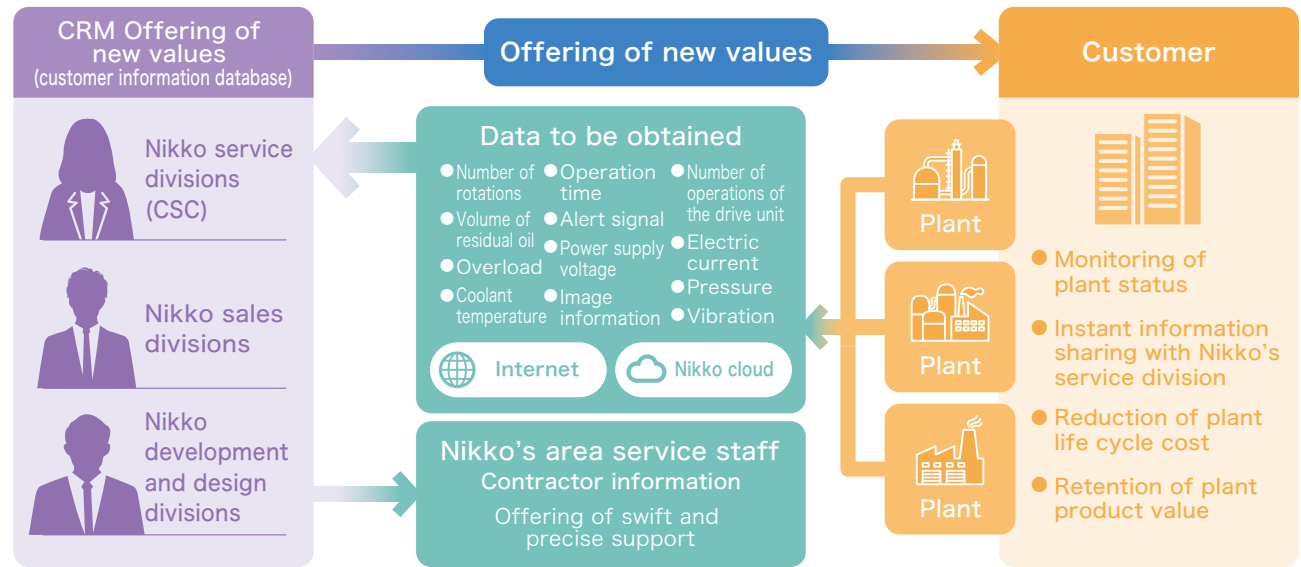 CRM Offering of
new values
(customer information database)
Nikko service
divisions
(CSC)
Nikko sales
divisions
Nikko
development
and design
divisions
Offering of new values
Data to be obtained
●Number of
rotations
●Volume of
residual oil
●Overload
●Coolant
temperature
●Operation
time
●Alert signal
●Power supply
voltage
●Image
information
●Number of
operations of
the drive unit
●Electric
current
●Pressure
●Vibration
Internet
Nikko cloud
Nikko’s area service staff
Contractor information
Offering of swift and
precise support
Plant
Plant
Plant
Customer
●Monitoring of
plant status
●Instant information
sharing with Nikko’s
service division
●Reduction of plant
life cycle cost
●Retention of plant
product value